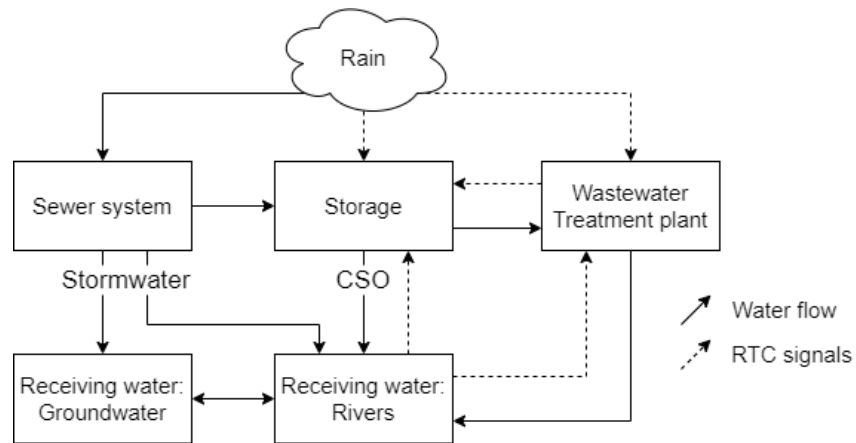 Rain
Sewer system
Storage
Wastewater
Treatment plant
Stormwater
CSO
Water flow
RTC signals
Receiving water:
Groundwater
Receiving water:
Rivers